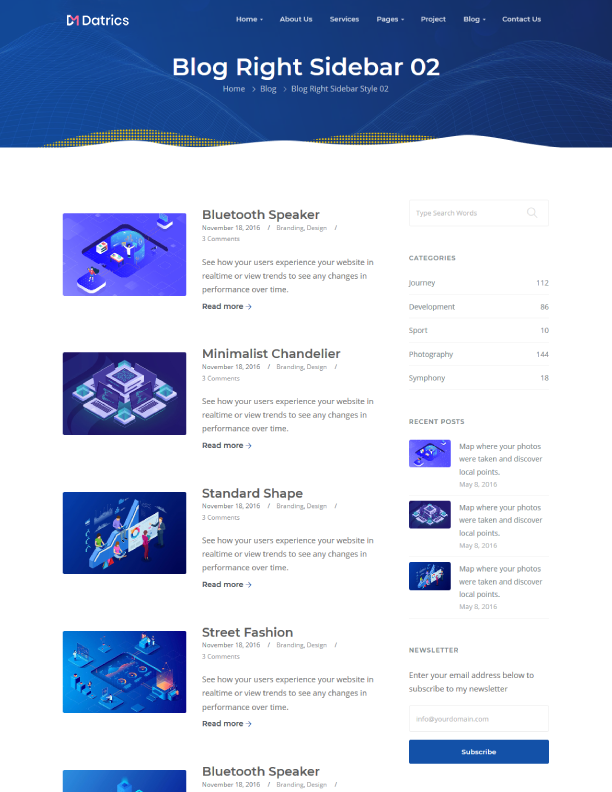 Datrics
Home About Us Services Pages Project Blog Contact Us
Blog Right Sidebar 02
Home > Blog > Blog Right Sidebar Style 02
Bluetooth Speaker
November 18, 2016 / Branding, Design /
3 Comments
See how your users experience your website in
realtime or view trends to see any changes in
performance over time.
Read more →
Minimalist Chandelier
November 18, 2016 / Branding, Design /
3 Comments
See how your users experience your website in
realtime or view trends to see any changes in
performance over time.
Read more →
Standard Shape
November 18, 2016 / Branding, Design /
3 Comments
See how your users experience your website in
realtime or view trends to see any changes in
performance over time.
Read more →
Street Fashion
November 18, 2016 / Branding, Design /
3 Comments
See how your users experience your website in
realtime or view trends to see any changes in
performance over time.
Read more →
Bluetooth Speaker
November 18, 2016 / Branding, Design /
Type Search Words
CATEGORIES
Journey 112
Development 86
Sport 10
Photography 144
Symphony 18
RECENT POSTS
Map where your photos
were taken and discover
local points.
May 8, 2016
Map where your photos
were taken and discover
local points.
May 8, 2016
Map where your photos
were taken and discover
local points.
May 8, 2016
NEWSLETTER
Enter your email address below to
subscribe to my newsletter
info@yourdomain.com
Subscribe